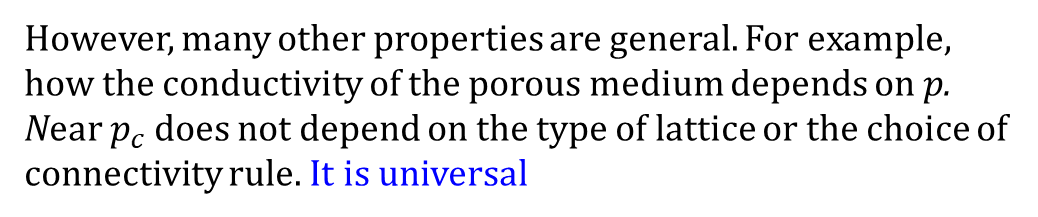 However, many other properties are general. For example,
how the conductivity of the porous medium depends on p.
Near p_c does not depend on the type of lattice or the choice of
connectivity rule. It is universal